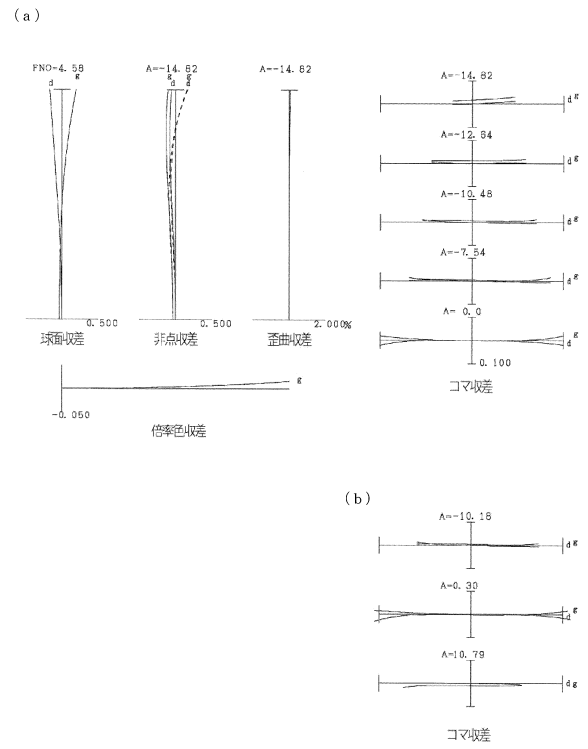 (a)
FNO=4.58
d g
球面収差
0.500
A=-14.82
g d g d
非点収差
0.500
A=-14.82
歪曲収差
2.000%
-0.050
g
倍率色収差
A=-14.82
d g
A=-12.84
d g
A=-10.48
d g
A=-7.54
d g
A= 0.0
g
d
0.100
コマ収差
(b)
A=-10.18
d g
A=0.30
g
d
A=10.79
d g
コマ収差